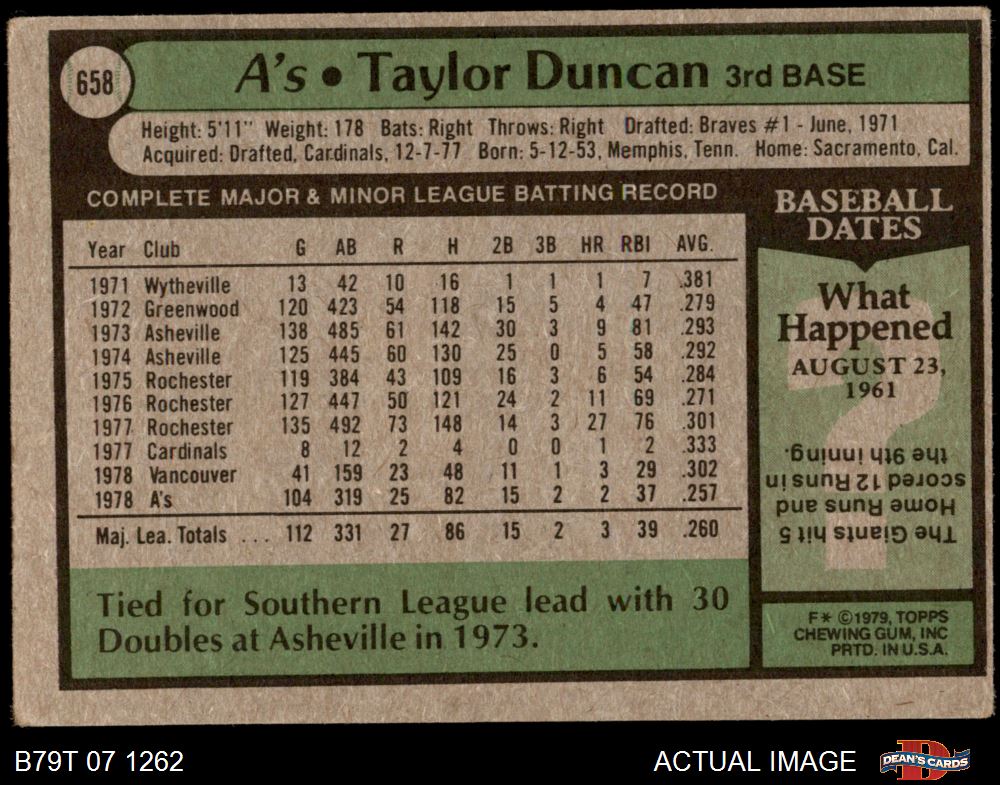 658
A's • Taylor Duncan 3rd BASE
Height: 5'11" Weight: 178 Bats: Right Throws: Right Drafted: Braves #1 - June, 1971
Acquired: Drafted, Cardinals, 12-7-77 Born: 5-12-53, Memphis, Tenn. Home: Sacramento, Cal.
COMPLETE MAJOR & MINOR LEAGUE BATTING RECORD
Year Club G AB R H 2B 3B HR RBI AVG.
1971 Wytheville 13 42 10 16 1 1 1 7 .381
1972 Greenwood 120 423 54 118 15 5 4 47 .279
1973 Asheville 138 485 61 142 30 3 9 81 .293
1974 Asheville 125 445 60 130 25 0 5 58 .292
1975 Rochester 119 384 43 109 16 3 6 54 .284
1976 Rochester 127 447 50 121 24 2 11 69 .271
1977 Rochester 135 492 73 148 14 3 27 76 .301
1977 Cardinals 8 12 2 4 0 0 1 2 .333
1978 Vancouver 41 159 23 48 11 1 3 29 .302
1978 A's 104 319 25 82 15 2 2 37 .257
Maj. Lea. Totals ... 112 331 27 86 15 2 3 39 .260
Tied for Southern League lead with 30
Doubles at Asheville in 1973.
BASEBALL
DATES
What
Happened
AUGUST 23,
1961
The Giants hit 5
Home Runs and
scored 12 Runs in
the 9th inning.
F* ©1979, TOPPS
CHEWING GUM, INC
PRTD. IN U.S.A.
B79T 07 1262
ACTUAL IMAGE
D
DEAN'S CARDS